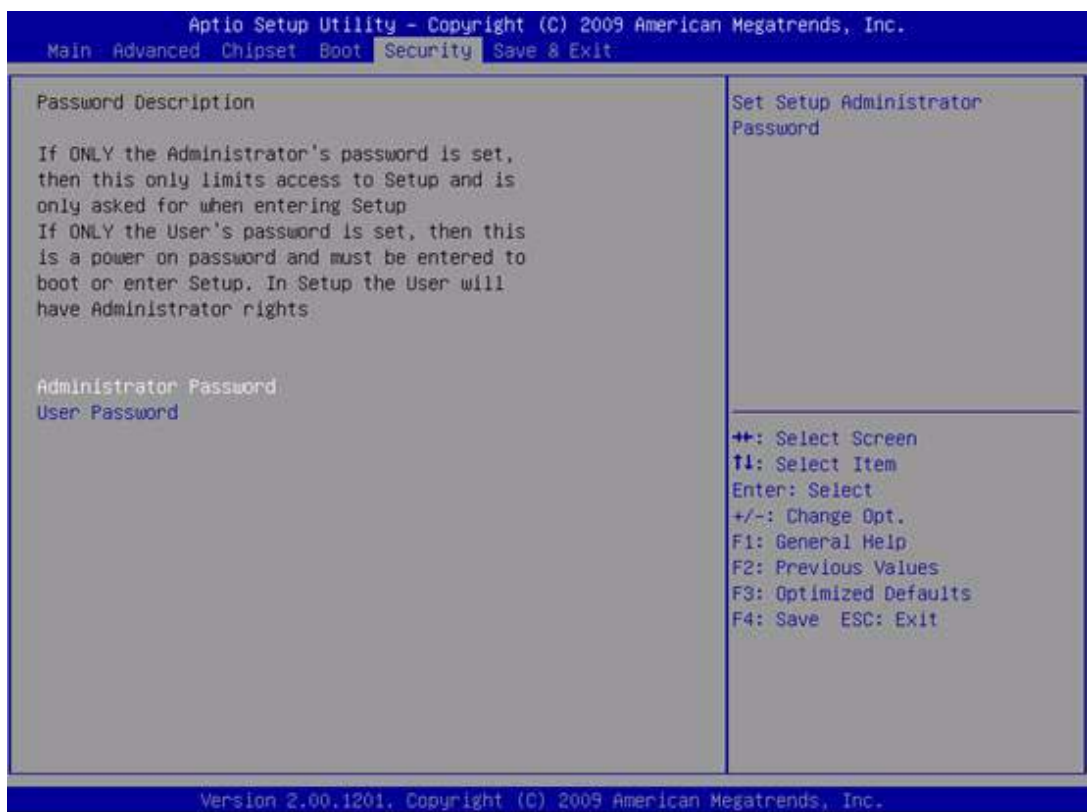 Aptio Setup Utility – Copyright (C) 2009 American Megatrends, Inc.
Main Advanced Chipset Boot Security Save & Exit
Password Description
If ONLY the Administrator's password is set,
then this only limits access to Setup and is
only asked for when entering Setup
If ONLY the User's password is set, then this
is a power on password and must be entered to
boot or enter Setup. In Setup the User will
have Administrator rights
Administrator Password
User Password
Set Setup Administrator
Password
→←: Select Screen
↑↓: Select Item
Enter: Select
+/-: Change Opt.
F1: General Help
F2: Previous Values
F3: Optimized Defaults
F4: Save ESC: Exit
Version 2.00.1201. Copyright (C) 2009 American Megatrends, Inc.